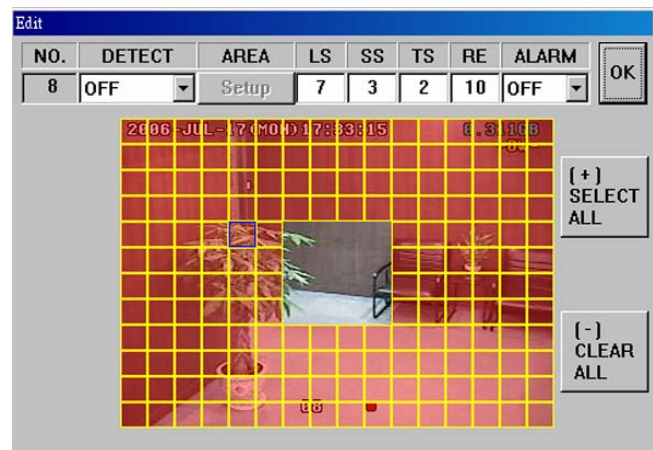 Edit
NO. DETECT AREA LS SS TS RE ALARM
8 OFF Setup 7 3 2 10 OFF OK
2006-JUL-17(MON)17:33:15
(+)
SELECT
ALL
(-)
CLEAR
ALL
08